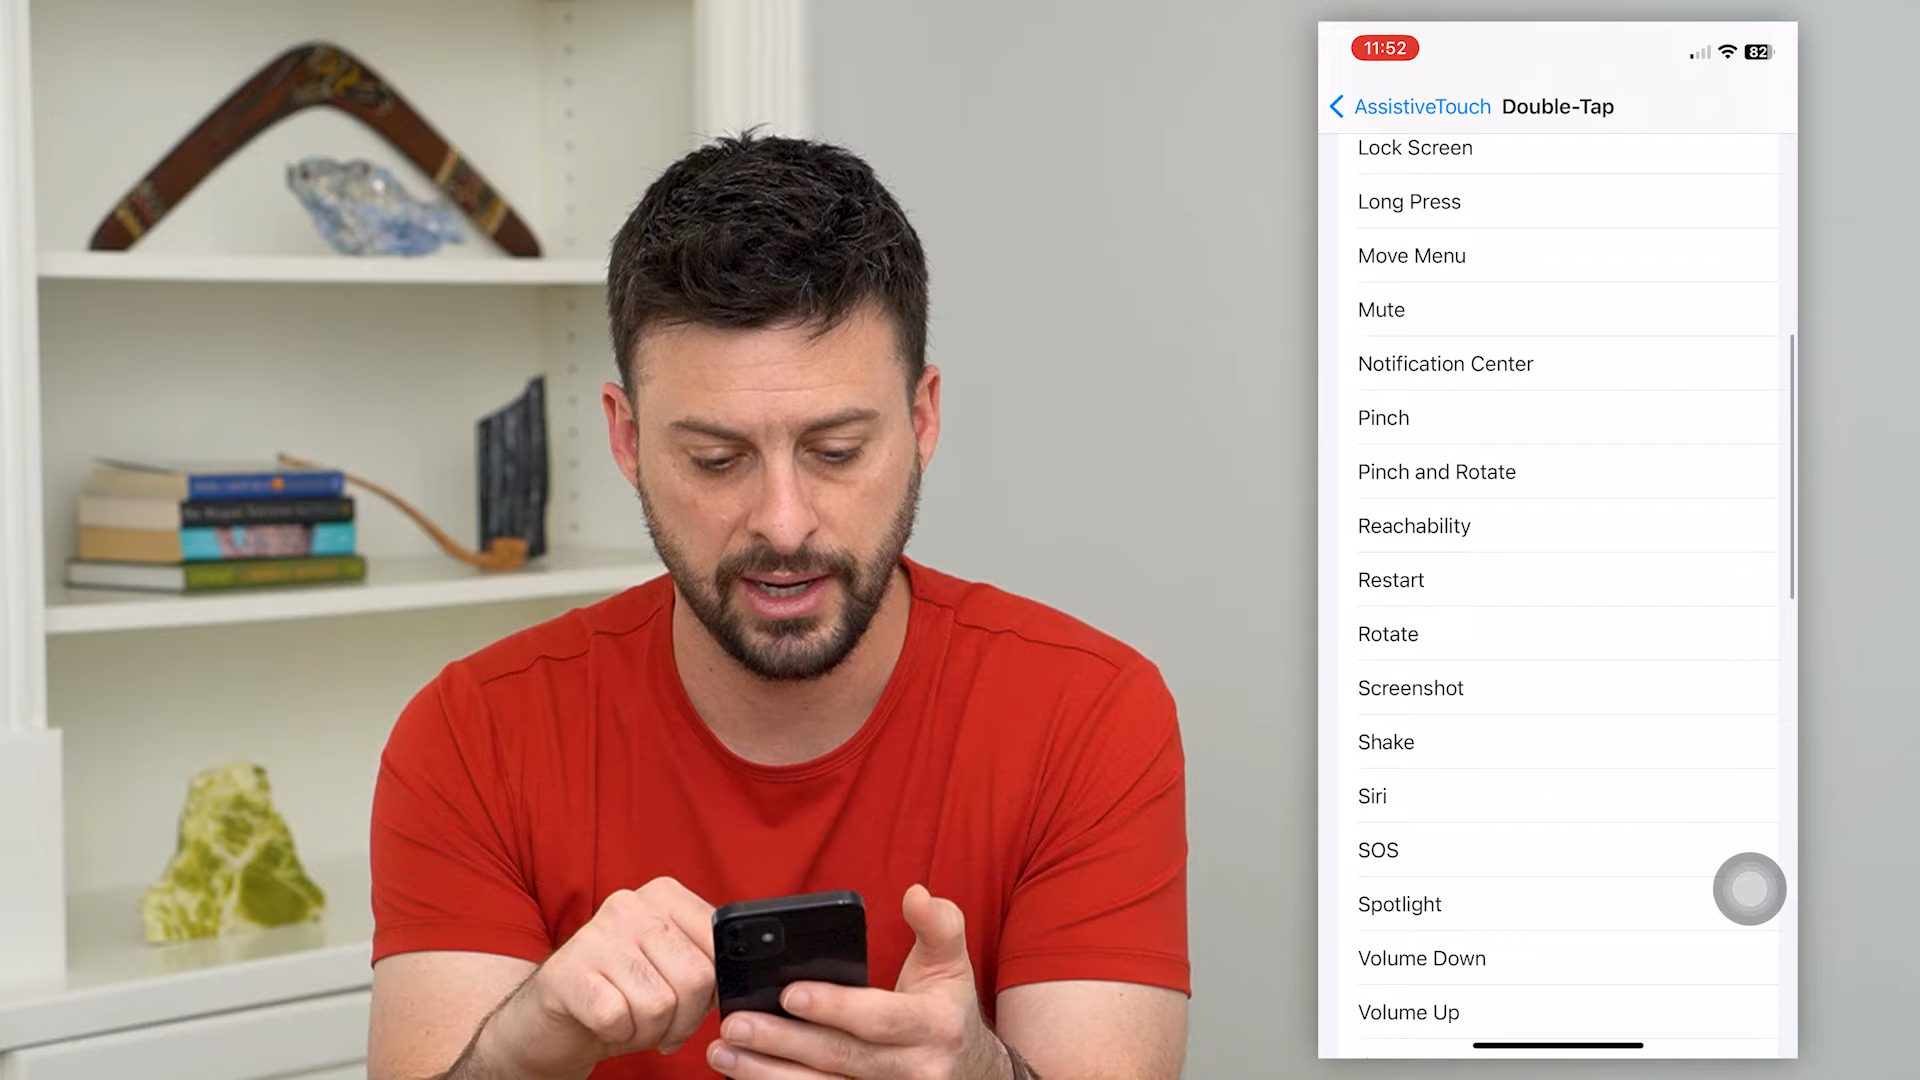 11:52
82
AssistiveTouch Double-Tap
Lock Screen
Long Press
Move Menu
Mute
Notification Center
Pinch
Pinch and Rotate
Reachability
Restart
Rotate
Screenshot
Shake
Siri
SOS
Spotlight
Volume Down
Volume Up